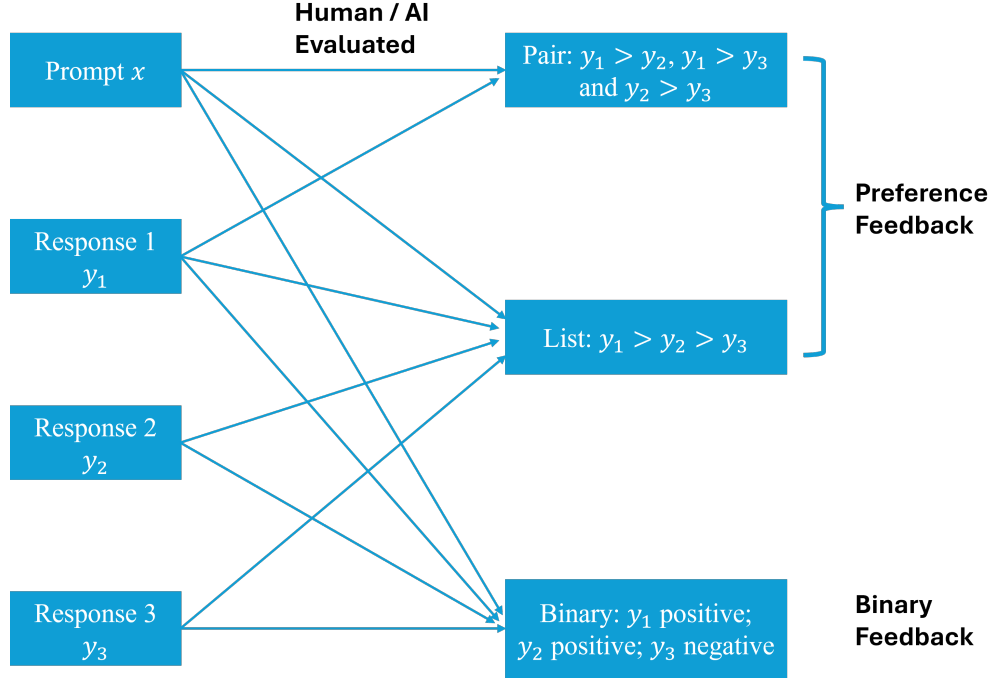 Human / AI
Evaluated
Prompt x
Pair: y₁ > y₂, y₁ > y₃
and y₂ > y₃
Response 1
y₁
Preference
Feedback
List: y₁ > y₂ > y₃
Response 2
y₂
Response 3
y₃
Binary: y₁ positive;
y₂ positive; y₃ negative
Binary
Feedback